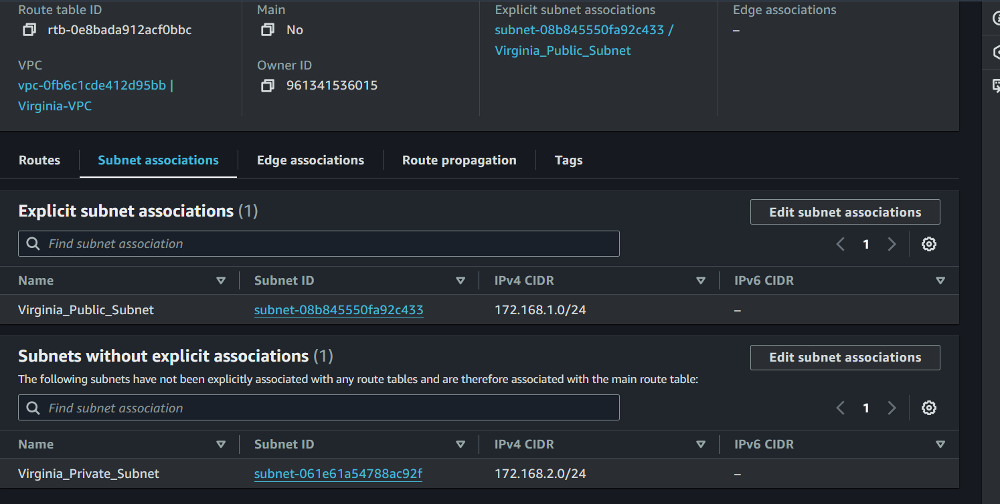 Route table ID
rtb-0e8bada912acf0bbc
Main
No
Explicit subnet associations
subnet-08b845550fa92c433 /
Virginia_Public_Subnet
Edge associations
–
VPC
vpc-0fb6c1cde412d95bb |
Virginia-VPC
Owner ID
961341536015
Routes
Subnet associations
Edge associations
Route propagation
Tags
Explicit subnet associations (1)
Edit subnet associations
Find subnet association
1
Name
Subnet ID
IPv4 CIDR
IPv6 CIDR
Virginia_Public_Subnet
subnet-08b845550fa92c433
172.168.1.0/24
–
Subnets without explicit associations (1)
Edit subnet associations
The following subnets have not been explicitly associated with any route tables and are therefore associated with the main route table:
Find subnet association
1
Name
Subnet ID
IPv4 CIDR
IPv6 CIDR
Virginia_Private_Subnet
subnet-061e61a54788ac92f
172.168.2.0/24
–